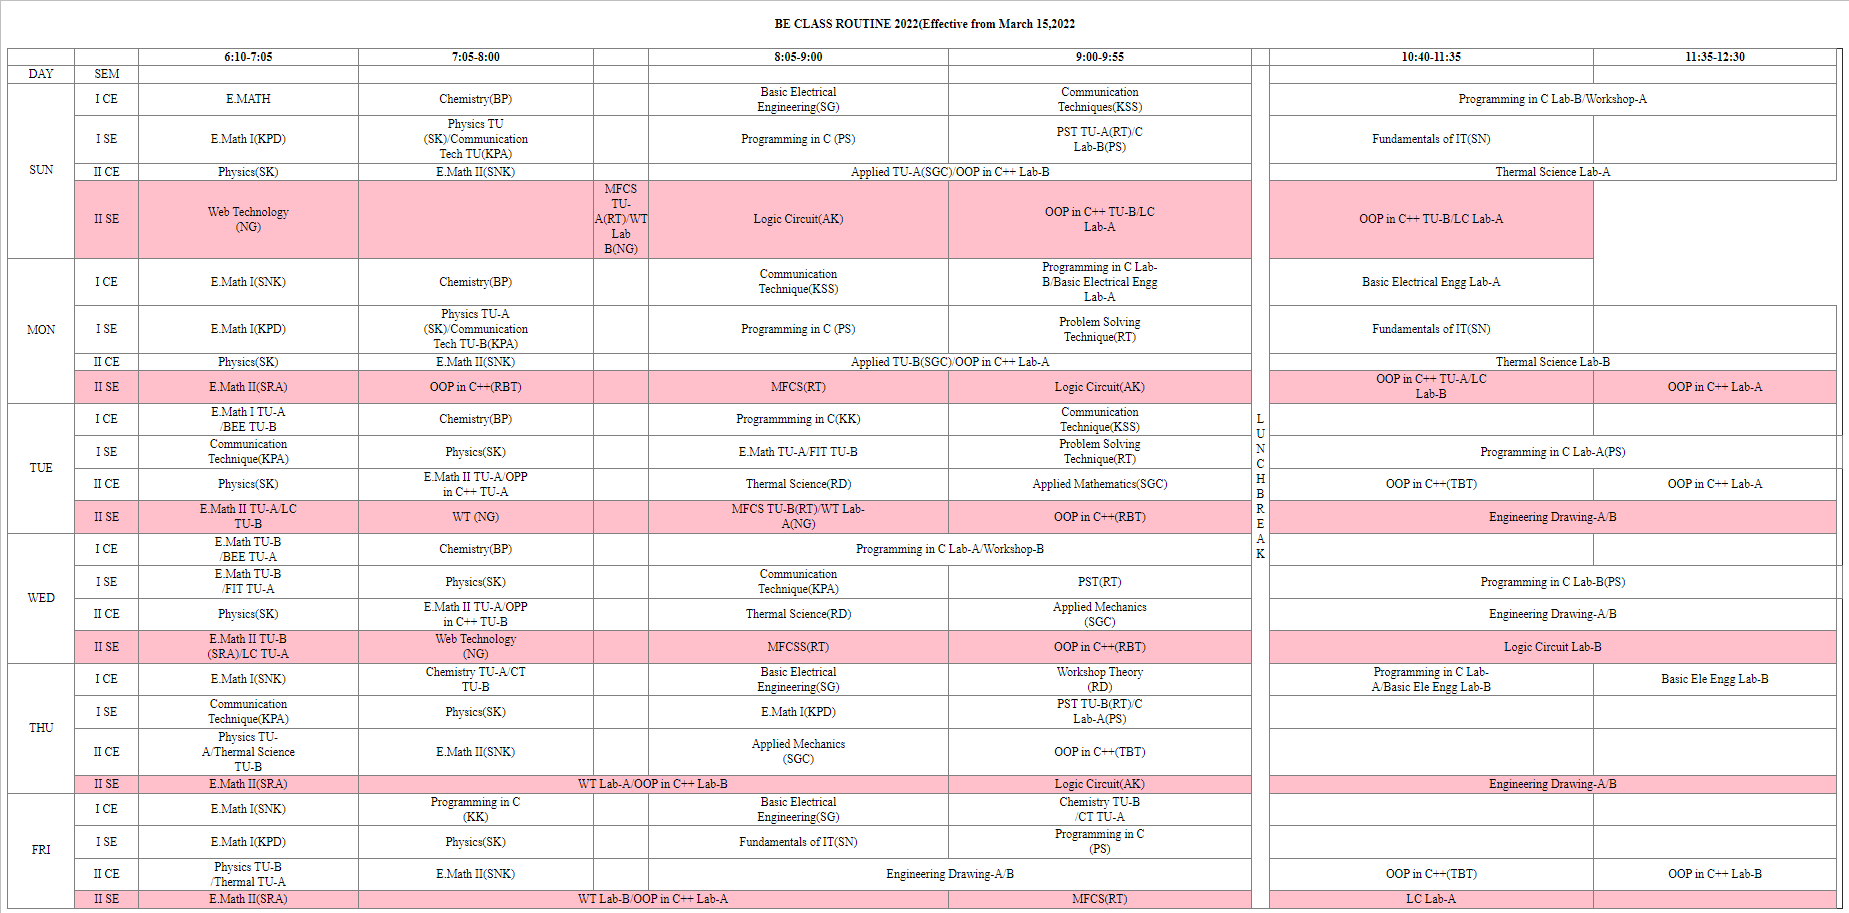 BE CLASS ROUTINE 2022(Effective from March 15,2022
6:10-7:05 7:05-8:00 8:05-9:00 9:00-9:55 10:40-11:35 11:35-12:30
DAY SEM
SUN
I CE
E.MATH
Chemistry(BP)
Basic Electrical
Engineering(SG)
Communication
Techniques(KSS)
Programming in C Lab-B/Workshop-A
I SE
E.Math I(KPD)
Physics TU
(SK)/Communication
Tech TU(KPA)
Programming in C (PS)
PST TU-A(RT)/C
Lab-B(PS)
Fundamentals of IT(SN)
II CE
Physics(SK)
E.Math II(SNK)
Applied TU-A(SGC)/OOP in C++ Lab-B
Thermal Science Lab-A
II SE
Web Technology
(NG)
MFCS
TU-
A(RT)/WT
Lab
B(NG)
Logic Circuit(AK)
OOP in C++ TU-B/LC
Lab-A
OOP in C++ TU-B/LC Lab-A
MON
I CE
E.Math I(SNK)
Chemistry(BP)
Communication
Technique(KSS)
Programming in C Lab-
B/Basic Electrical Engg
Lab-A
Basic Electrical Engg Lab-A
I SE
E.Math I(KPD)
Physics TU-A
(SK)/Communication
Tech TU-B(KPA)
Programming in C (PS)
Problem Solving
Technique(RT)
Fundamentals of IT(SN)
II CE
Physics(SK)
E.Math II(SNK)
Applied TU-B(SGC)/OOP in C++ Lab-A
Thermal Science Lab-B
II SE
E.Math II(SRA)
OOP in C++(RBT)
MFCS(RT)
Logic Circuit(AK)
OOP in C++ TU-A/LC
Lab-B
OOP in C++ Lab-A
L
U
N
C
H
B
R
E
A
K
TUE
I CE
E.Math I TU-A
/BEE TU-B
Chemistry(BP)
Programmming in C(KK)
Communication
Technique(KSS)
I SE
Communication
Technique(KPA)
Physics(SK)
E.Math TU-A/FIT TU-B
Problem Solving
Technique(RT)
Programming in C Lab-A(PS)
II CE
Physics(SK)
E.Math II TU-A/OPP
in C++ TU-A
Thermal Science(RD)
Applied Mathematics(SGC)
OOP in C++(TBT)
OOP in C++ Lab-A
II SE
E.Math II TU-A/LC
TU-B
WT (NG)
MFCS TU-B(RT)/WT Lab-
A(NG)
OOP in C++(RBT)
Engineering Drawing-A/B
WED
I CE
E.Math TU-B
/BEE TU-A
Chemistry(BP)
Programming in C Lab-A/Workshop-B
I SE
E.Math TU-B
/FIT TU-A
Physics(SK)
Communication
Technique(KPA)
PST(RT)
Programming in C Lab-B(PS)
II CE
Physics(SK)
E.Math II TU-A/OPP
in C++ TU-B
Thermal Science(RD)
Applied Mechanics
(SGC)
Engineering Drawing-A/B
II SE
E.Math II TU-B
(SRA)/LC TU-A
Web Technology
(NG)
MFCSS(RT)
OOP in C++(RBT)
Logic Circuit Lab-B
THU
I CE
E.Math I(SNK)
Chemistry TU-A/CT
TU-B
Basic Electrical
Engineering(SG)
Workshop Theory
(RD)
Programming in C Lab-
A/Basic Ele Engg Lab-B
Basic Ele Engg Lab-B
I SE
Communication
Technique(KPA)
Physics(SK)
E.Math I(KPD)
PST TU-B(RT)/C
Lab-A(PS)
II CE
Physics TU-
A/Thermal Science
TU-B
E.Math II(SNK)
Applied Mechanics
(SGC)
OOP in C++(TBT)
II SE
E.Math II(SRA)
WT Lab-A/OOP in C++ Lab-B
Logic Circuit(AK)
Engineering Drawing-A/B
FRI
I CE
E.Math I(SNK)
Programming in C
(KK)
Basic Electrical
Engineering(SG)
Chemistry TU-B
/CT TU-A
I SE
E.Math I(KPD)
Physics(SK)
Fundamentals of IT(SN)
Programming in C
(PS)
II CE
Physics TU-B
/Thermal TU-A
E.Math II(SNK)
Engineering Drawing-A/B
OOP in C++(TBT)
OOP in C++ Lab-B
II SE
E.Math II(SRA)
WT Lab-B/OOP in C++ Lab-A
MFCS(RT)
LC Lab-A